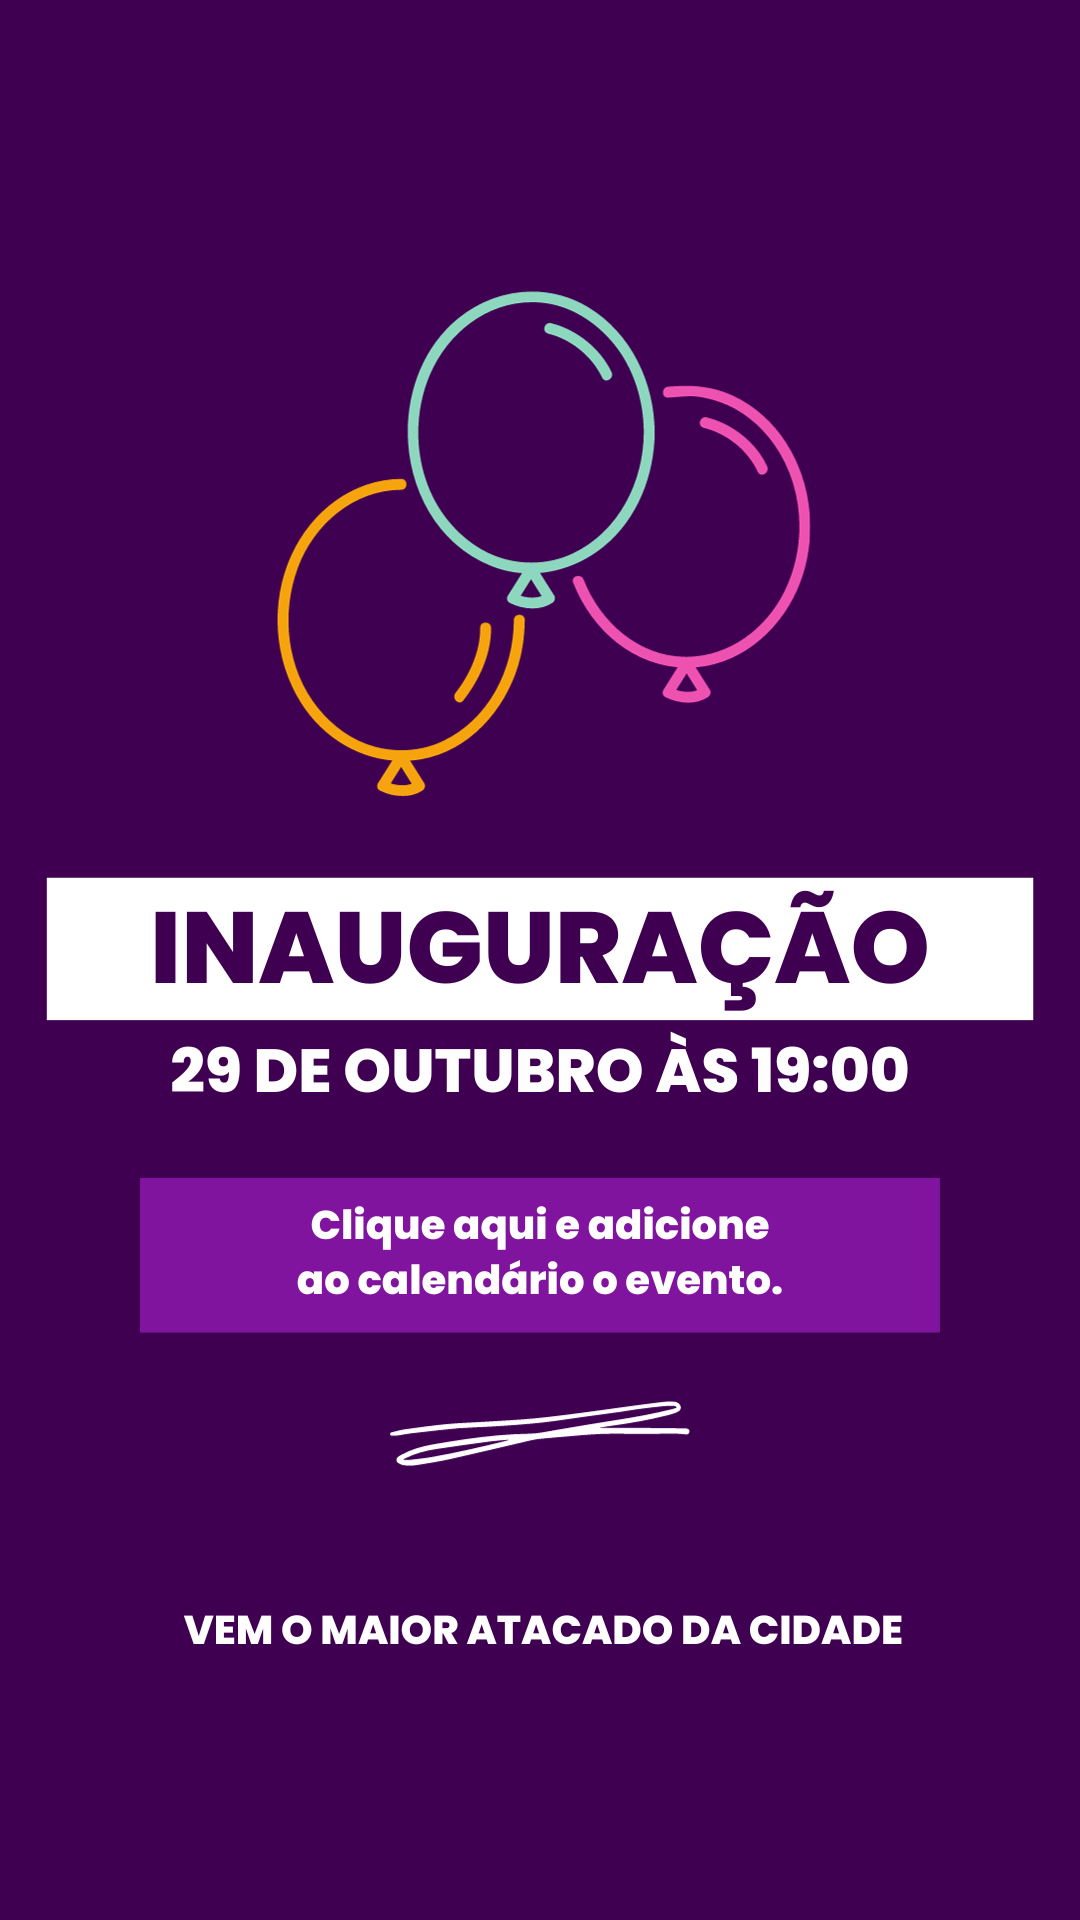 INAUGURAÇÃO
29 DE OUTUBRO ÀS 19:00
Clique aqui e adicione
ao calendário o evento.
VEM O MAIOR ATACADO DA CIDADE